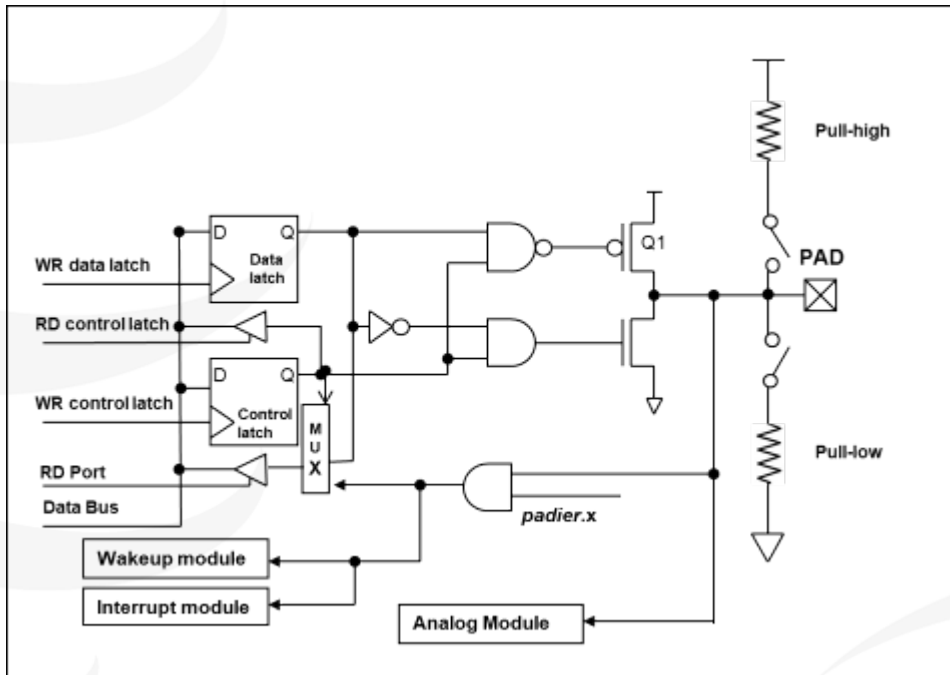 Pull-high
D Q
Data latch
Q1
PAD
WR data latch
RD control latch
D Q
Control latch
WR control latch
MUX
Pull-low
RD Port
padier.x
Data Bus
Wakeup module
Interrupt module
Analog Module